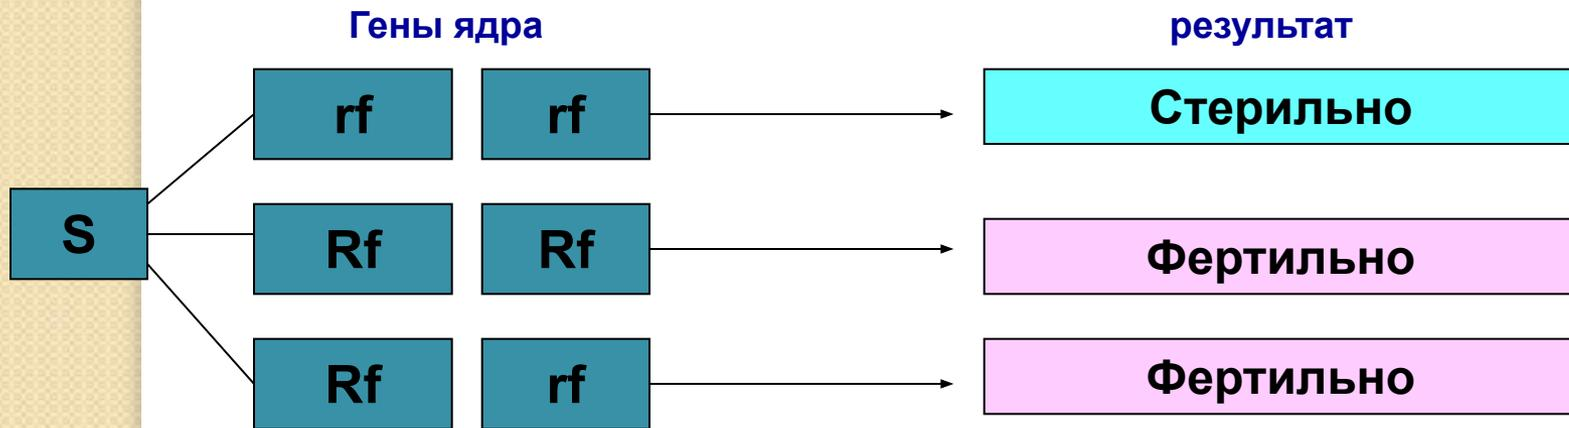 Гены ядра результат
rf rf Стерильно
S Rf Rf Фертильно
Rf rf Фертильно